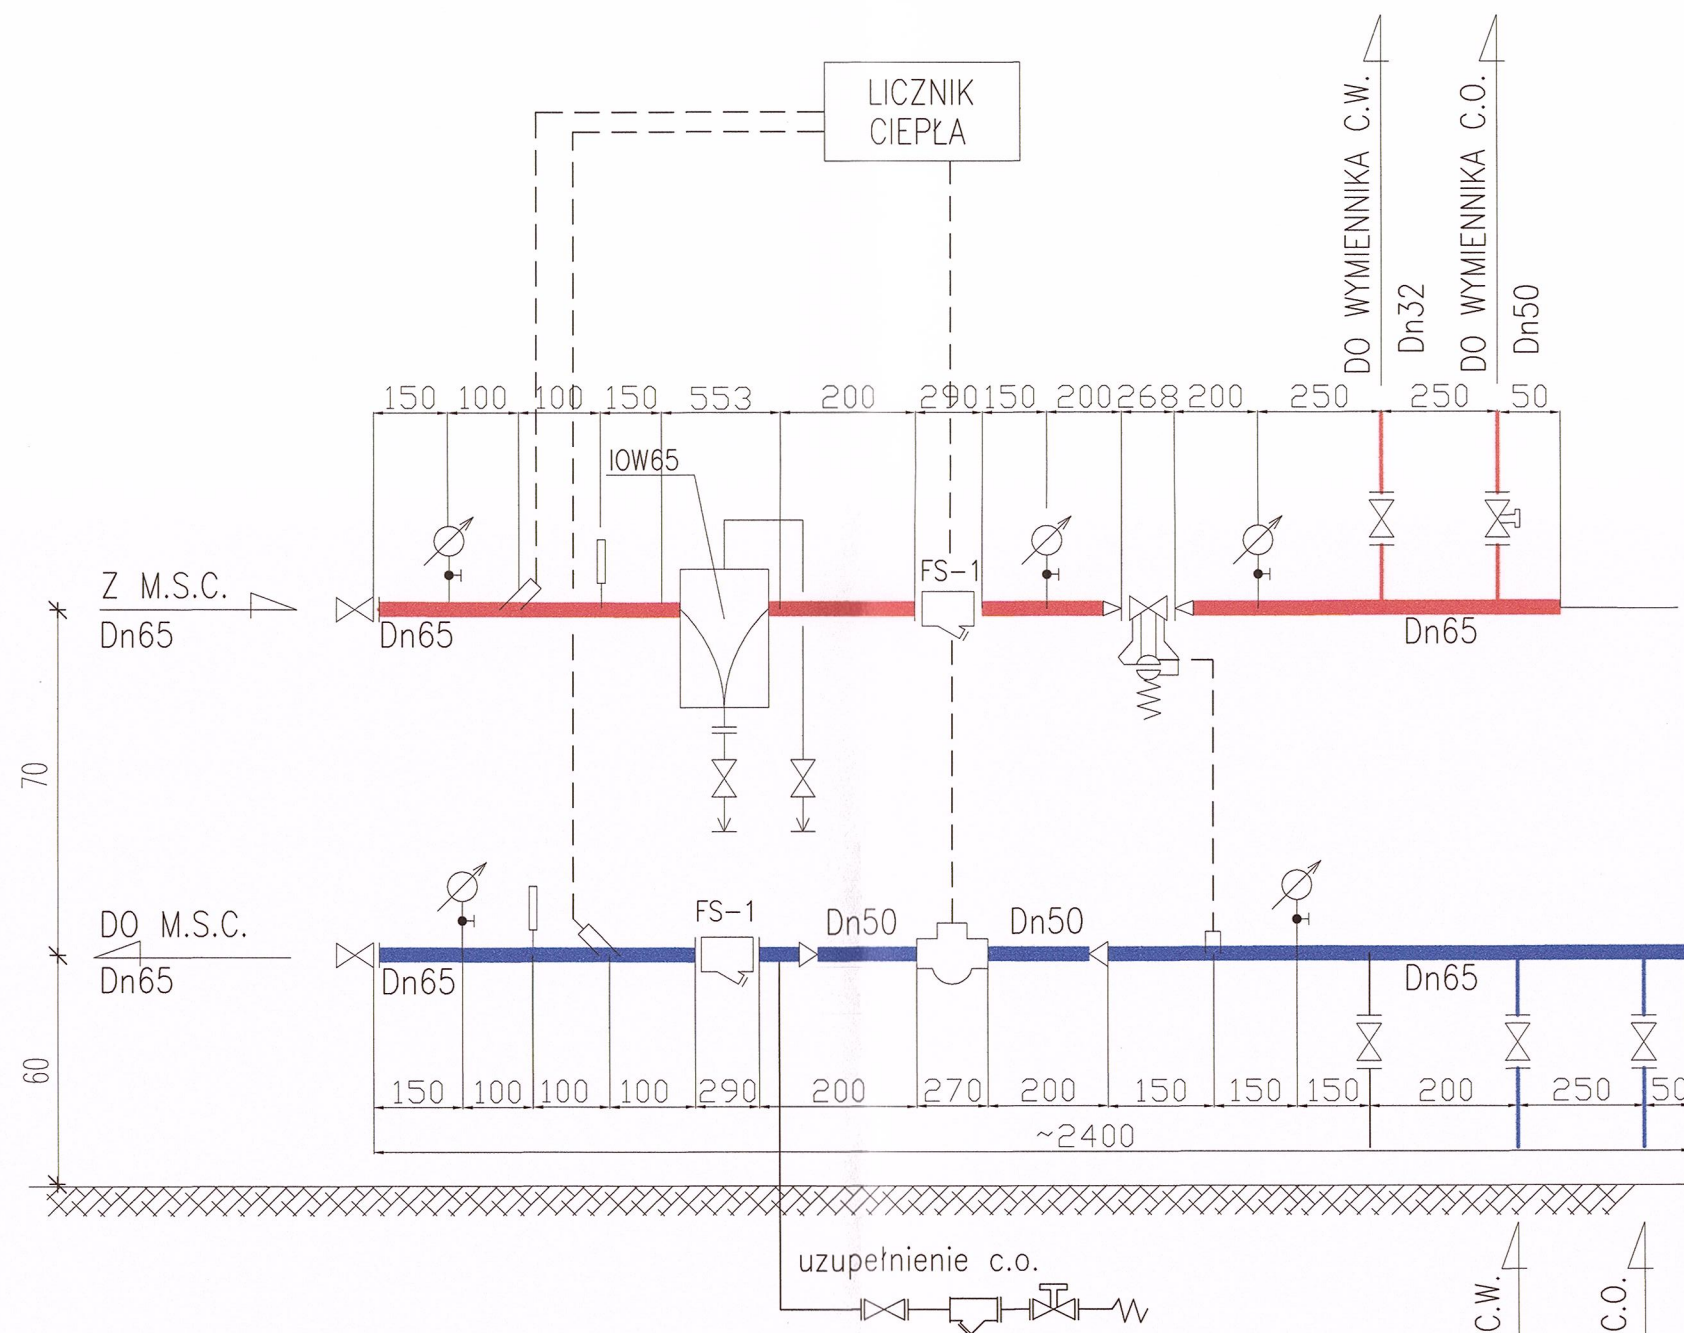 LICZNIK
CIEPŁA
DO WYMIENNIKA C.W.
Dn32
DO WYMIENNIKA C.O.
Dn50
150 100 100 150 553 200 290 150 200 268 200 250 250 50
IOW65
FS-1
Z M.S.C.
Dn65
Dn65
Dn65
70
FS-1
Dn50
Dn50
DO M.S.C.
Dn65
Dn65
Dn65
60
150 100 100 100 290 200 270 200 150 150 150 200 250 50
~2400
uzupełnienie c.o.
C.W.
C.O.